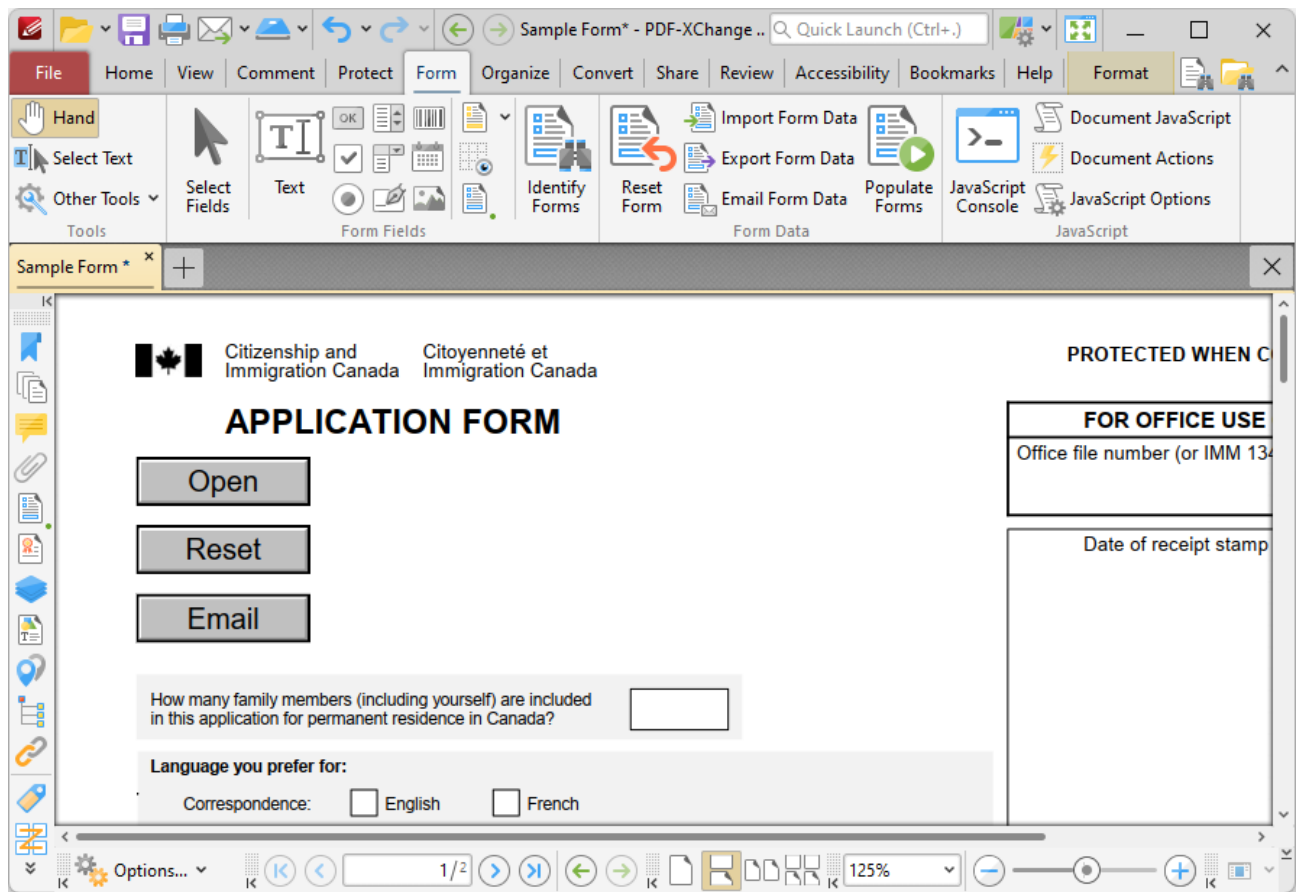 Sample Form* - PDF-XChange ..
Quick Launch (Ctrl+.)
File Home View Comment Protect Form Organize Convert Share Review Accessibility Bookmarks Help Format
Hand
Select Text
Other Tools
Tools
Select Fields
Text
OK
Form Fields
Identify Forms
Reset Form
Import Form Data
Export Form Data
Email Form Data
Populate Forms
Form Data
JavaScript Console
Document JavaScript
Document Actions
JavaScript Options
JavaScript
Sample Form *
Citizenship and
Immigration Canada
Citoyenneté et
Immigration Canada
PROTECTED WHEN C
APPLICATION FORM
FOR OFFICE USE
Office file number (or IMM 134
Open
Reset
Date of receipt stamp
Email
How many family members (including yourself) are included
in this application for permanent residence in Canada?
Language you prefer for:
Correspondence: English French
Options...
1/2
125%